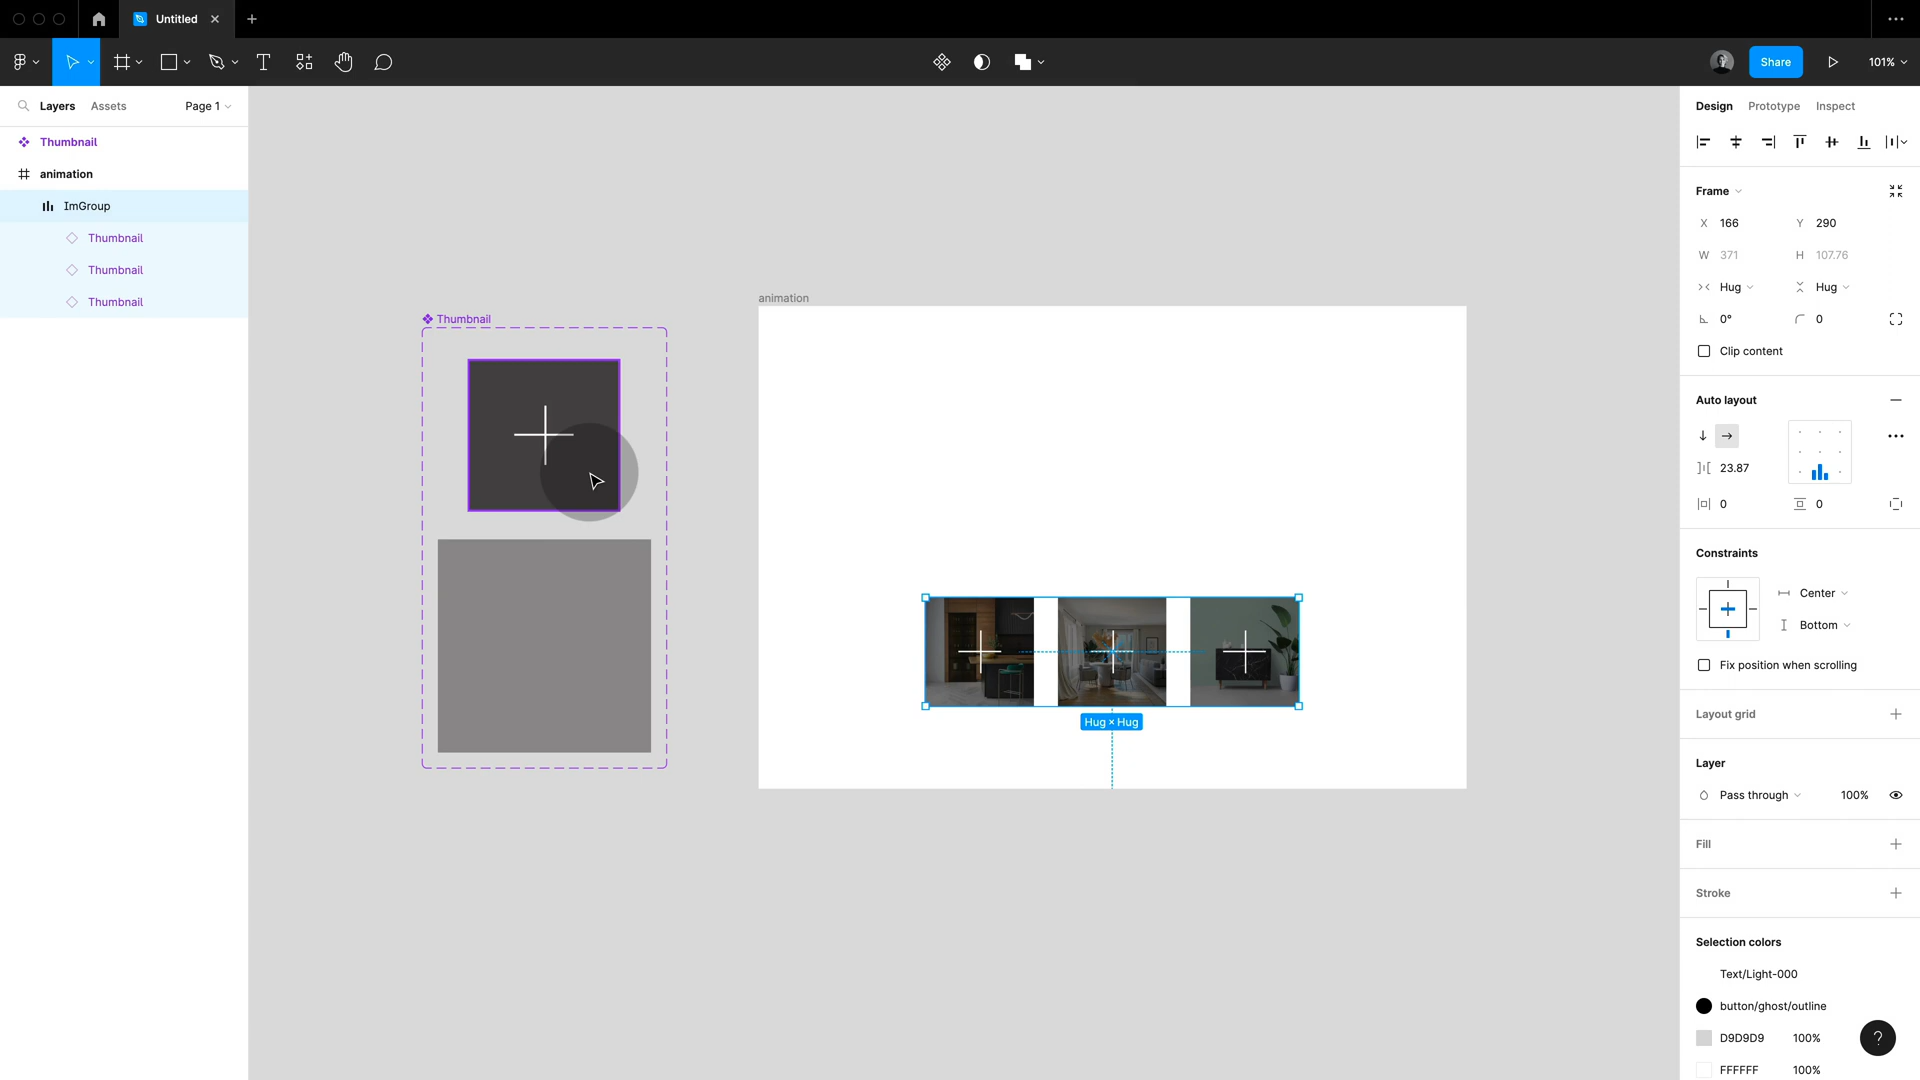 Untitled
Share
101%
Layers Assets Page 1
Thumbnail
animation
ImGroup
Thumbnail
Thumbnail
Thumbnail
Thumbnail
animation
Hug × Hug
Design Prototype Inspect
Frame
X 166 Y 290
W 371 H 107.76
Hug Hug
0° 0
Clip content
Auto layout
23.87
0 0
Constraints
Center
Bottom
Fix position when scrolling
Layout grid
Layer
Pass through 100%
Fill
Stroke
Selection colors
Text/Light-000
button/ghost/outline
D9D9D9 100%
?
FFFFFF 100%